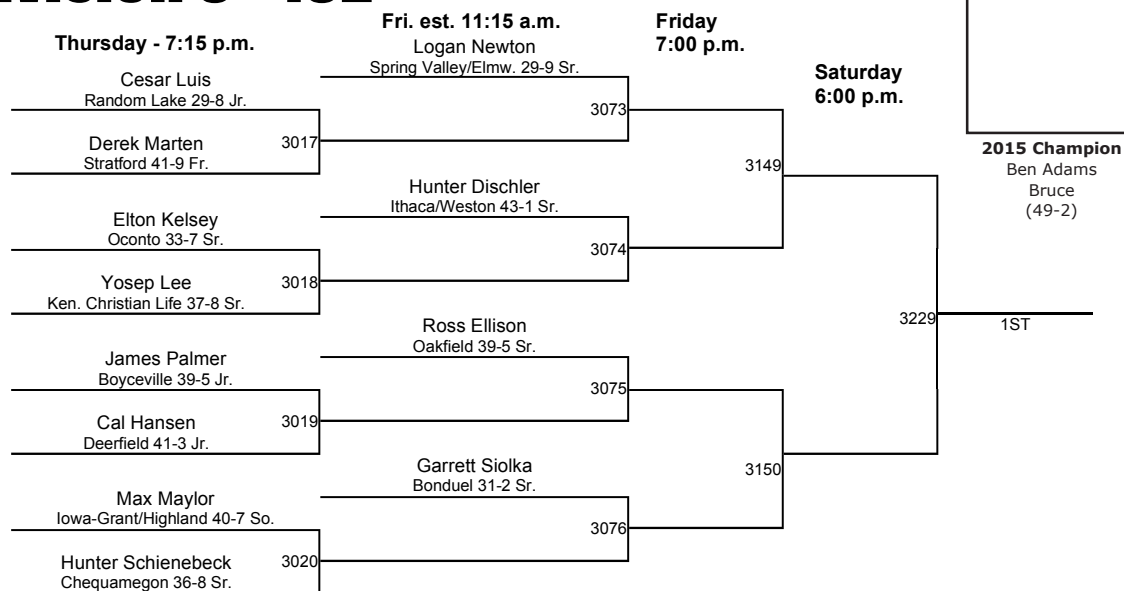 Thursday - 7:15 p.m.
Cesar Luis
Random Lake 29-8 Jr.
Derek Marten
Stratford 41-9 Fr.
3017
Elton Kelsey
Oconto 33-7 Sr.
Yosep Lee
Ken. Christian Life 37-8 Sr.
3018
James Palmer
Boyceville 39-5 Jr.
Cal Hansen
Deerfield 41-3 Jr.
3019
Max Maylor
Iowa-Grant/Highland 40-7 So.
Hunter Schienebeck
Chequamegon 36-8 Sr.
3020
Fri. est. 11:15 a.m.
Logan Newton
Spring Valley/Elmw. 29-9 Sr.
3073
Hunter Dischler
Ithaca/Weston 43-1 Sr.
3074
Ross Ellison
Oakfield 39-5 Sr.
3075
Garrett Siolka
Bonduel 31-2 Sr.
3076
Friday
7:00 p.m.
3149
3150
Saturday
6:00 p.m.
3229
1ST
2015 Champion
Ben Adams
Bruce
(49-2)